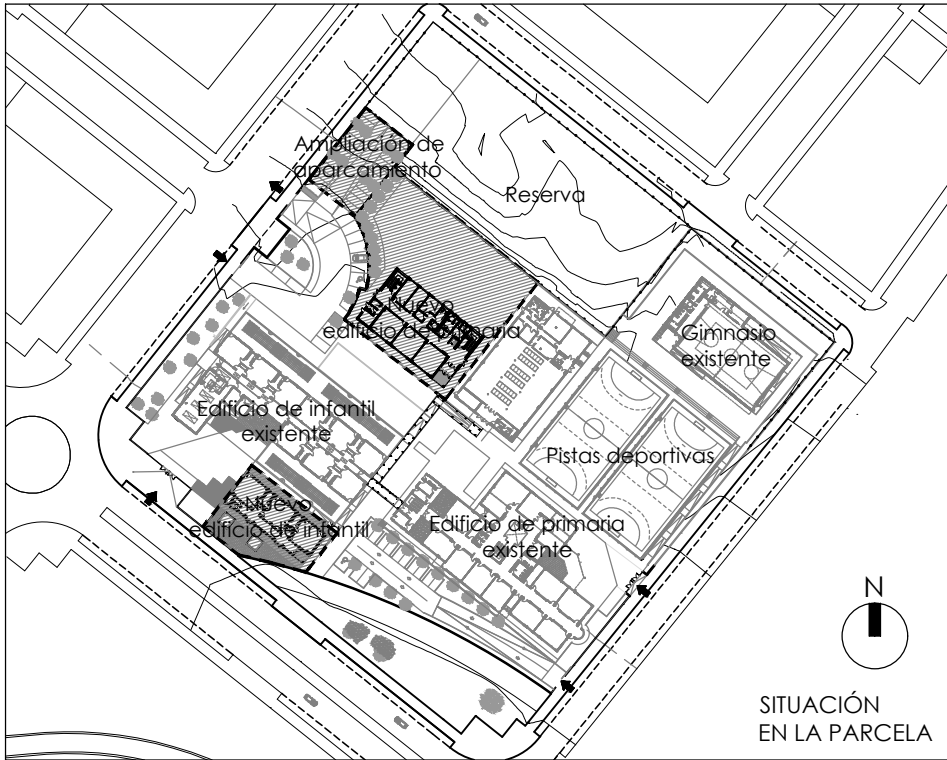 Ampliación de
aparcamiento
Reserva
edificio de primaria
Gimnasio
existente
Edificio de infantil
existente
Pistas deportivas
Nuevo
edificio de infantil
Edificio de primaria
existente
N
SITUACIÓN
EN LA PARCELA